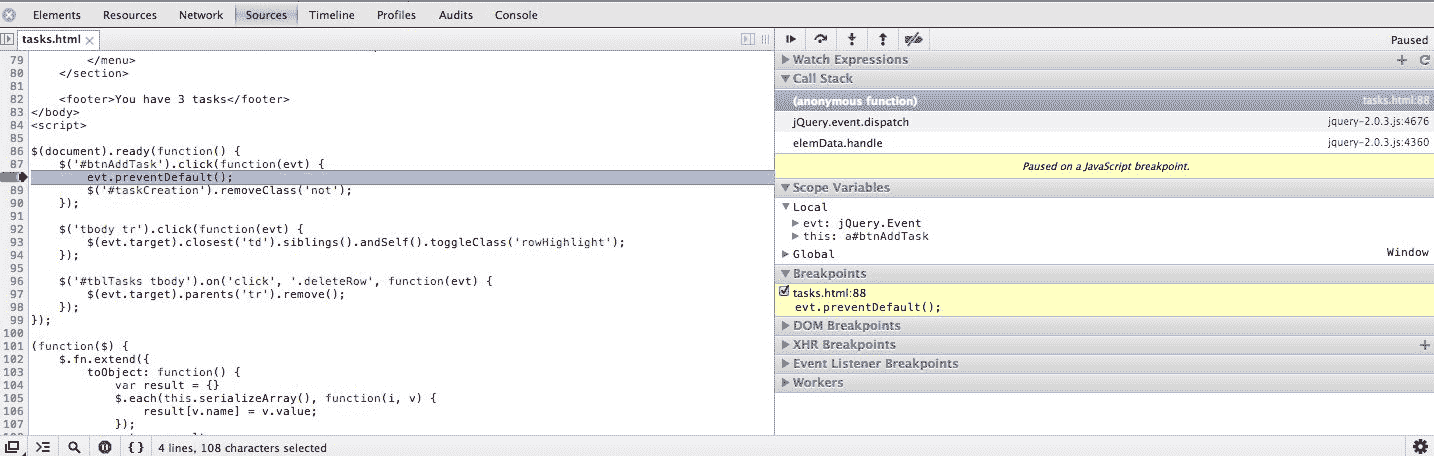 Elements Resources Network Sources Timeline Profiles Audits Console
tasks.html
Paused
79 </menu>
80 </section>
81
82 <footer>You have 3 tasks</footer>
83 </body>
84 <script>
85
86 $(document).ready(function() {
87 $('#btnAddTask').click(function(evt) {
evt.preventDefault();
89 $('#taskCreation').removeClass('not');
90 });
91
92 $('tbody tr').click(function(evt) {
93 $(evt.target).closest('td').siblings().andSelf().toggleClass('rowHighlight');
94 });
95
96 $('#tblTasks tbody').on('click', '.deleteRow', function(evt) {
97 $(evt.target).parents('tr').remove();
98 });
99 });
100
101 (function($) {
102 $.fn.extend({
103 toObject: function() {
104 var result = {}
105 $.each(this.serializeArray(), function(i, v) {
106 result[v.name] = v.value;
107 });
Watch Expressions
Call Stack
(anonymous function) tasks.html:88
jQuery.event.dispatch jquery-2.0.3.js:4676
elemData.handle jquery-2.0.3.js:4360
Paused on a JavaScript breakpoint.
Scope Variables
Local
evt: jQuery.Event
this: a#btnAddTask
Global Window
Breakpoints
tasks.html:88
evt.preventDefault();
DOM Breakpoints
XHR Breakpoints
Event Listener Breakpoints
Workers
{ } 4 lines, 108 characters selected